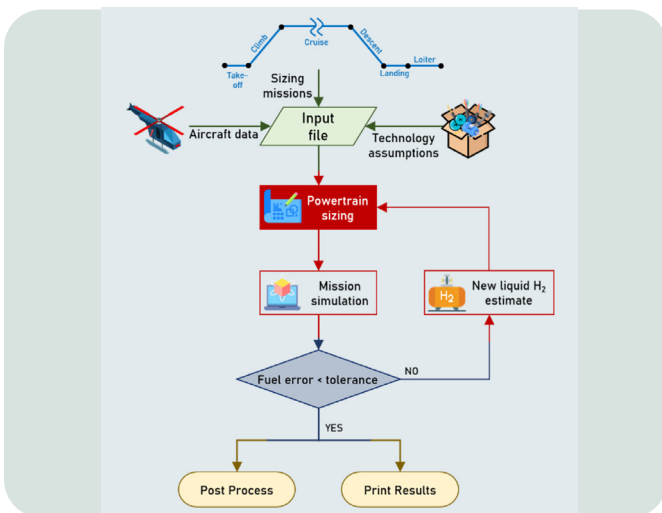 Climb
Cruise
Descent
Take-
off
Landing
Loiter
Sizing
missions
Aircraft data
Input
file
Technology
assumptions
Powertrain
sizing
Mission
simulation
H2
New liquid H₂
estimate
Fuel error < tolerance
NO
YES
Post Process
Print Results